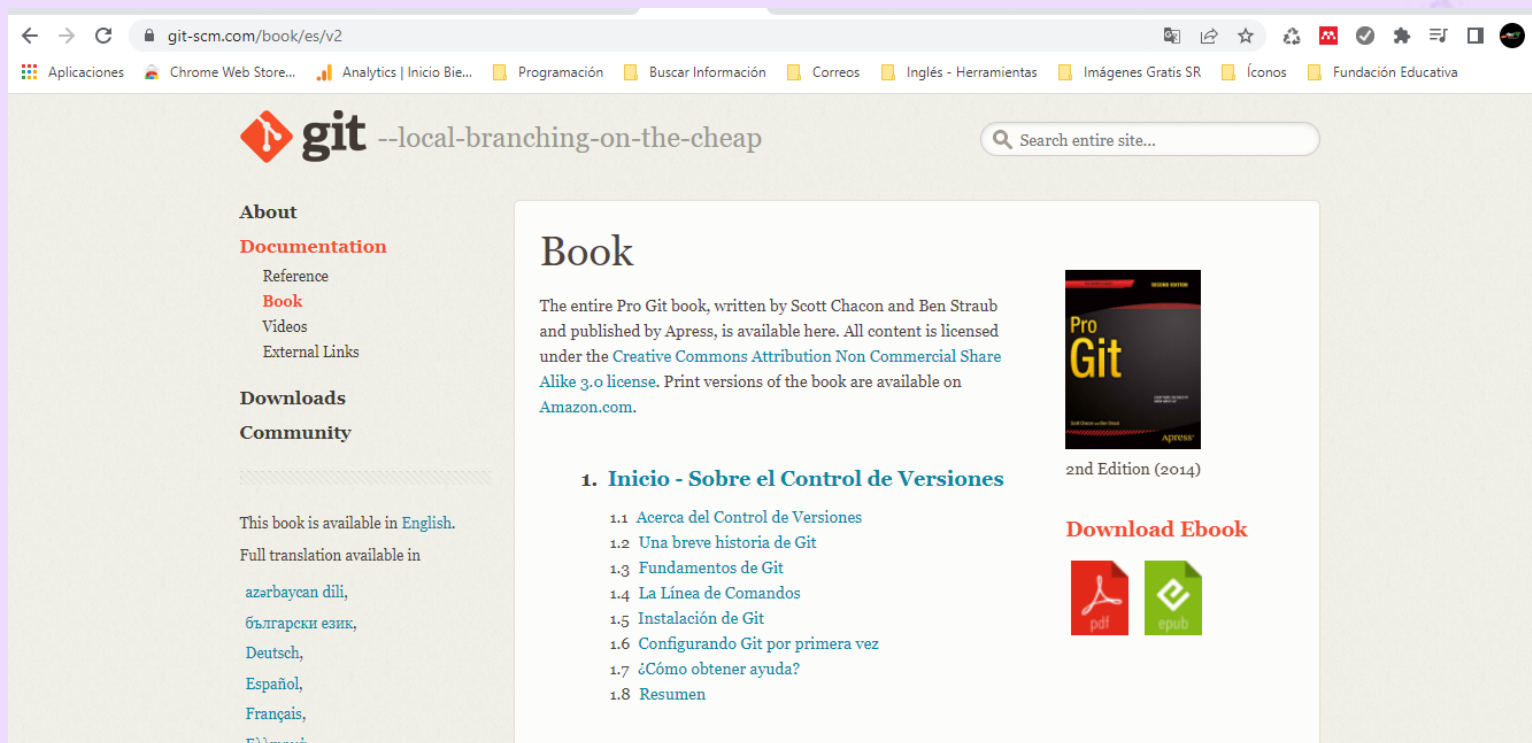 git-scm.com/book/es/v2
Aplicaciones Chrome Web Store... Analytics | Inicio Bie... Programación Buscar Información Correos Inglés - Herramientas Imágenes Gratis SR Íconos Fundación Educativa
git --local-branching-on-the-cheap
Search entire site...
About
Documentation
Reference
Book
Videos
External Links
Downloads
Community
This book is available in English.
Full translation available in
azərbaycan dili,
български език,
Deutsch,
Español,
Français,
Book
The entire Pro Git book, written by Scott Chacon and Ben Straub
and published by Apress, is available here. All content is licensed
under the Creative Commons Attribution Non Commercial Share
Alike 3.0 license. Print versions of the book are available on
Amazon.com.
1. Inicio - Sobre el Control de Versiones
1.1 Acerca del Control de Versiones
1.2 Una breve historia de Git
1.3 Fundamentos de Git
1.4 La Línea de Comandos
1.5 Instalación de Git
1.6 Configurando Git por primera vez
1.7 ¿Cómo obtener ayuda?
1.8 Resumen
SECOND EDITION
Pro
Git
Scott Chacon and Ben Straub
Apress®
2nd Edition (2014)
Download Ebook
pdf
epub